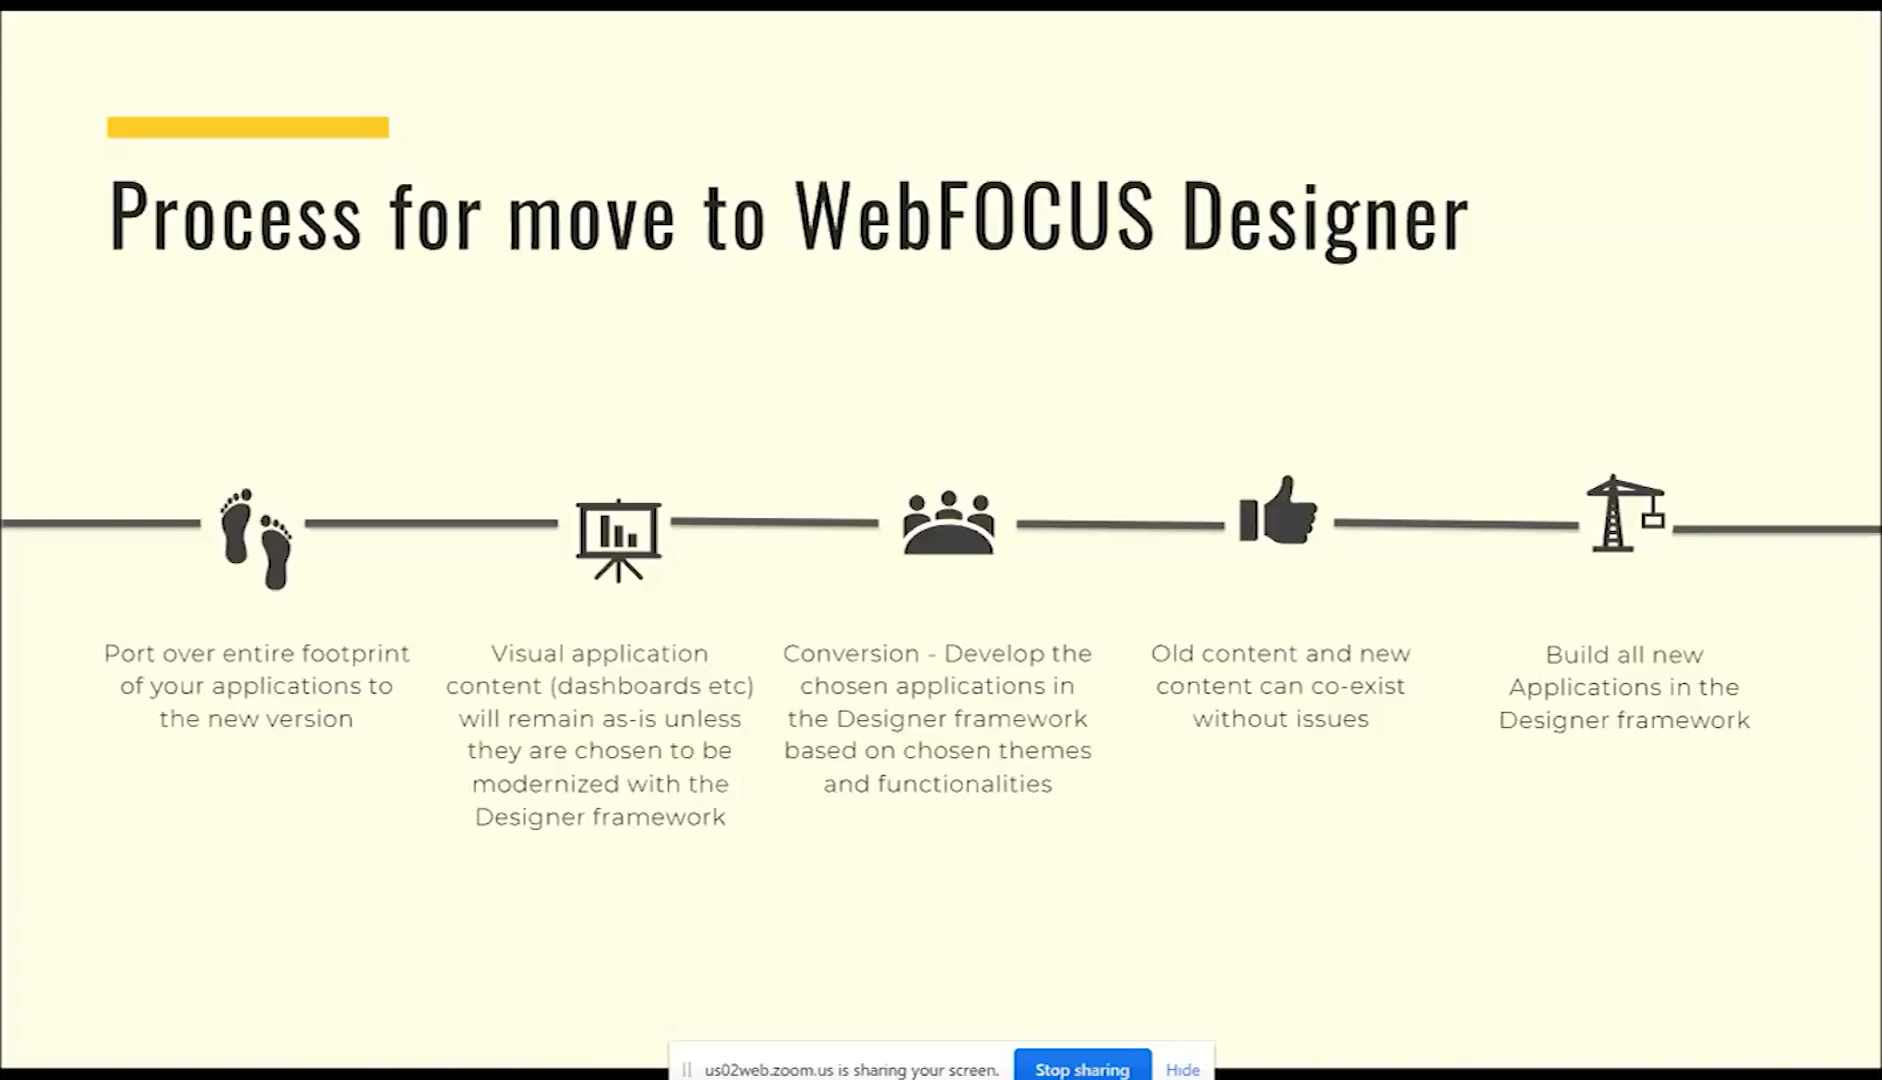 Process for move to WebFOCUS Designer
Port over entire footprint
of your applications to
the new version
Visual application
content (dashboards etc)
will remain as-is unless
they are chosen to be
modernized with the
Designer framework
Conversion - Develop the
chosen applications in
the Designer framework
based on chosen themes
and functionalities
Old content and new
content can co-exist
without issues
Build all new
Applications in the
Designer framework
us02web.zoom.us is sharing your screen. Stop sharing Hide